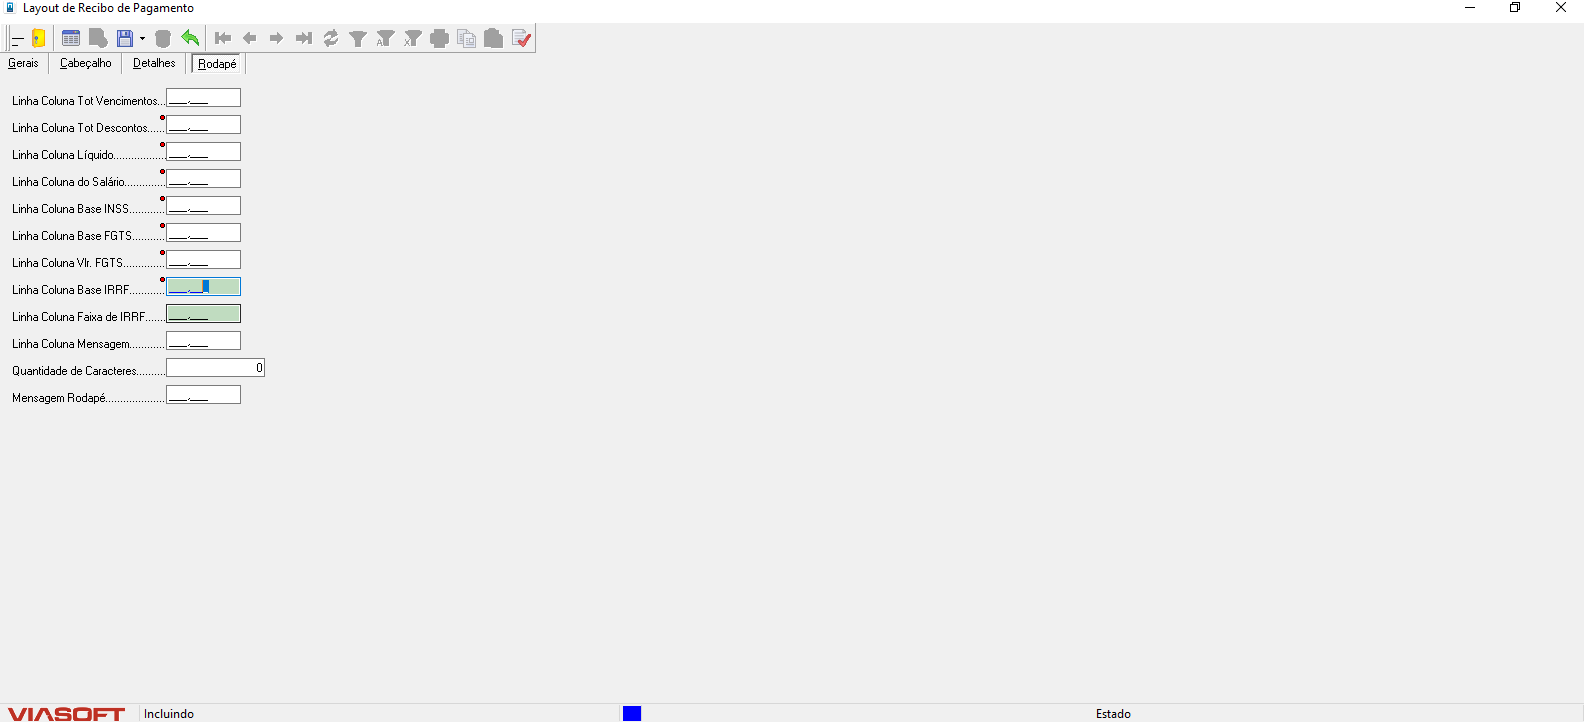 Layout de Recibo de Pagamento
Gerais Cabeçalho Detalhes Rodapé
Linha Coluna Tot Vencimentos... ___,___
Linha Coluna Tot Descontos...... ___,___
Linha Coluna Líquido.................. ___,___
Linha Coluna do Salário.............. ___,___
Linha Coluna Base INSS............ ___,___
Linha Coluna Base FGTS........... ___,___
Linha Coluna Vlr. FGTS.............. ___,___
Linha Coluna Base IRRF............ ___,___
Linha Coluna Faixa de IRRF....... ___,___
Linha Coluna Mensagem............ ___,___
Quantidade de Caracteres.......... 0
Mensagem Rodapé.................... ___,___
VIASOFT Incluindo Estado